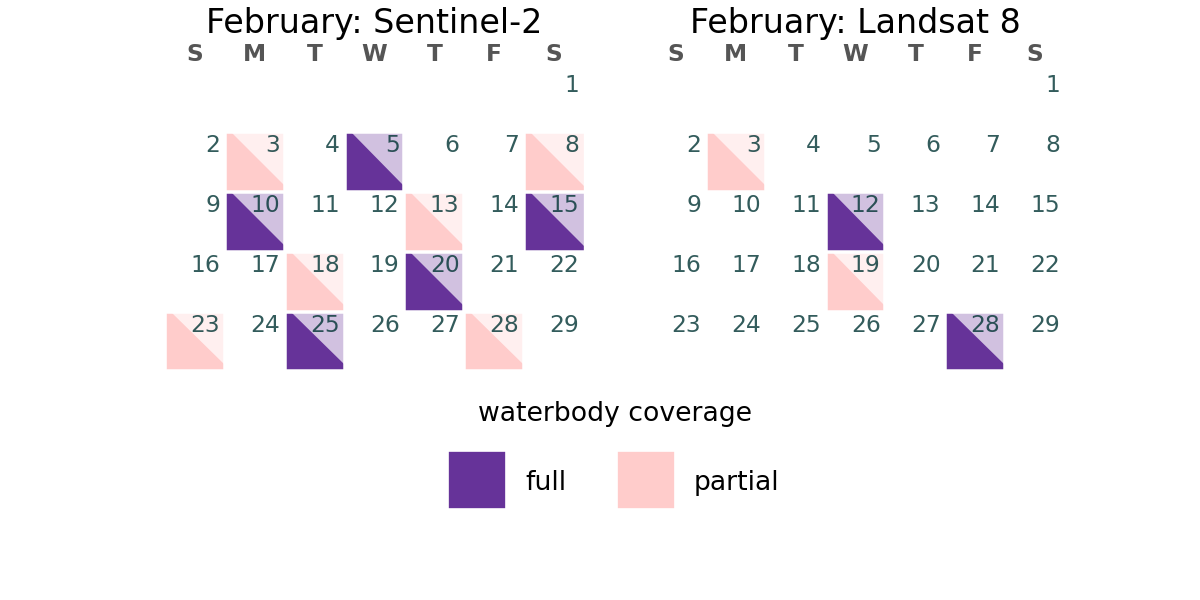 February: Sentinel-2
S M T W T F S
1
2 3 4 5 6 7 8
9 10 11 12 13 14 15
16 17 18 19 20 21 22
23 24 25 26 27 28 29
February: Landsat 8
S M T W T F S
1
2 3 4 5 6 7 8
9 10 11 12 13 14 15
16 17 18 19 20 21 22
23 24 25 26 27 28 29
waterbody coverage
full
partial